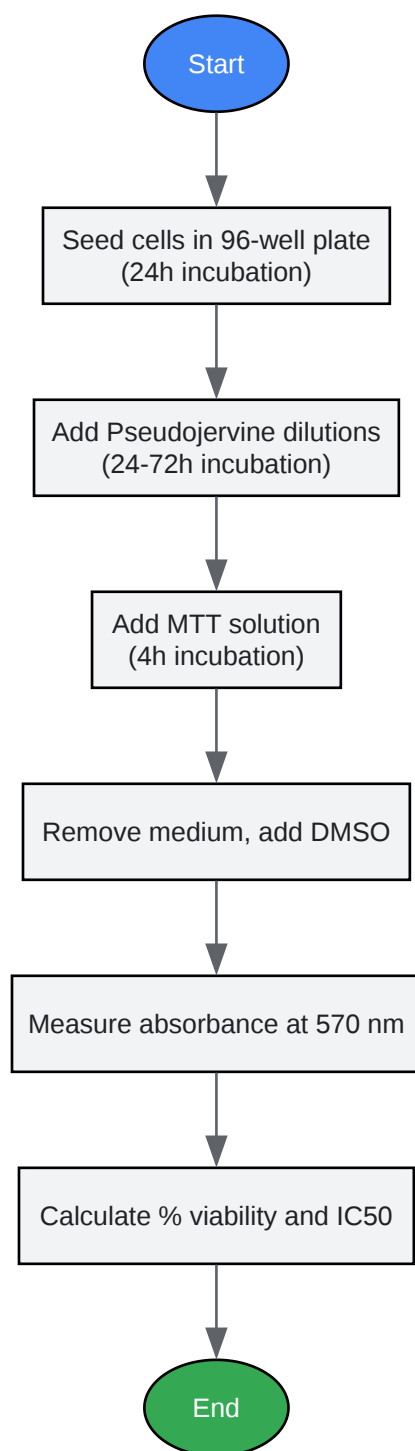 Start
Seed cells in 96-well plate
(24h incubation)
Add Pseudojervine dilutions
(24-72h incubation)
Add MTT solution
(4h incubation)
Remove medium, add DMSO
Measure absorbance at 570 nm
Calculate % viability and IC50
End